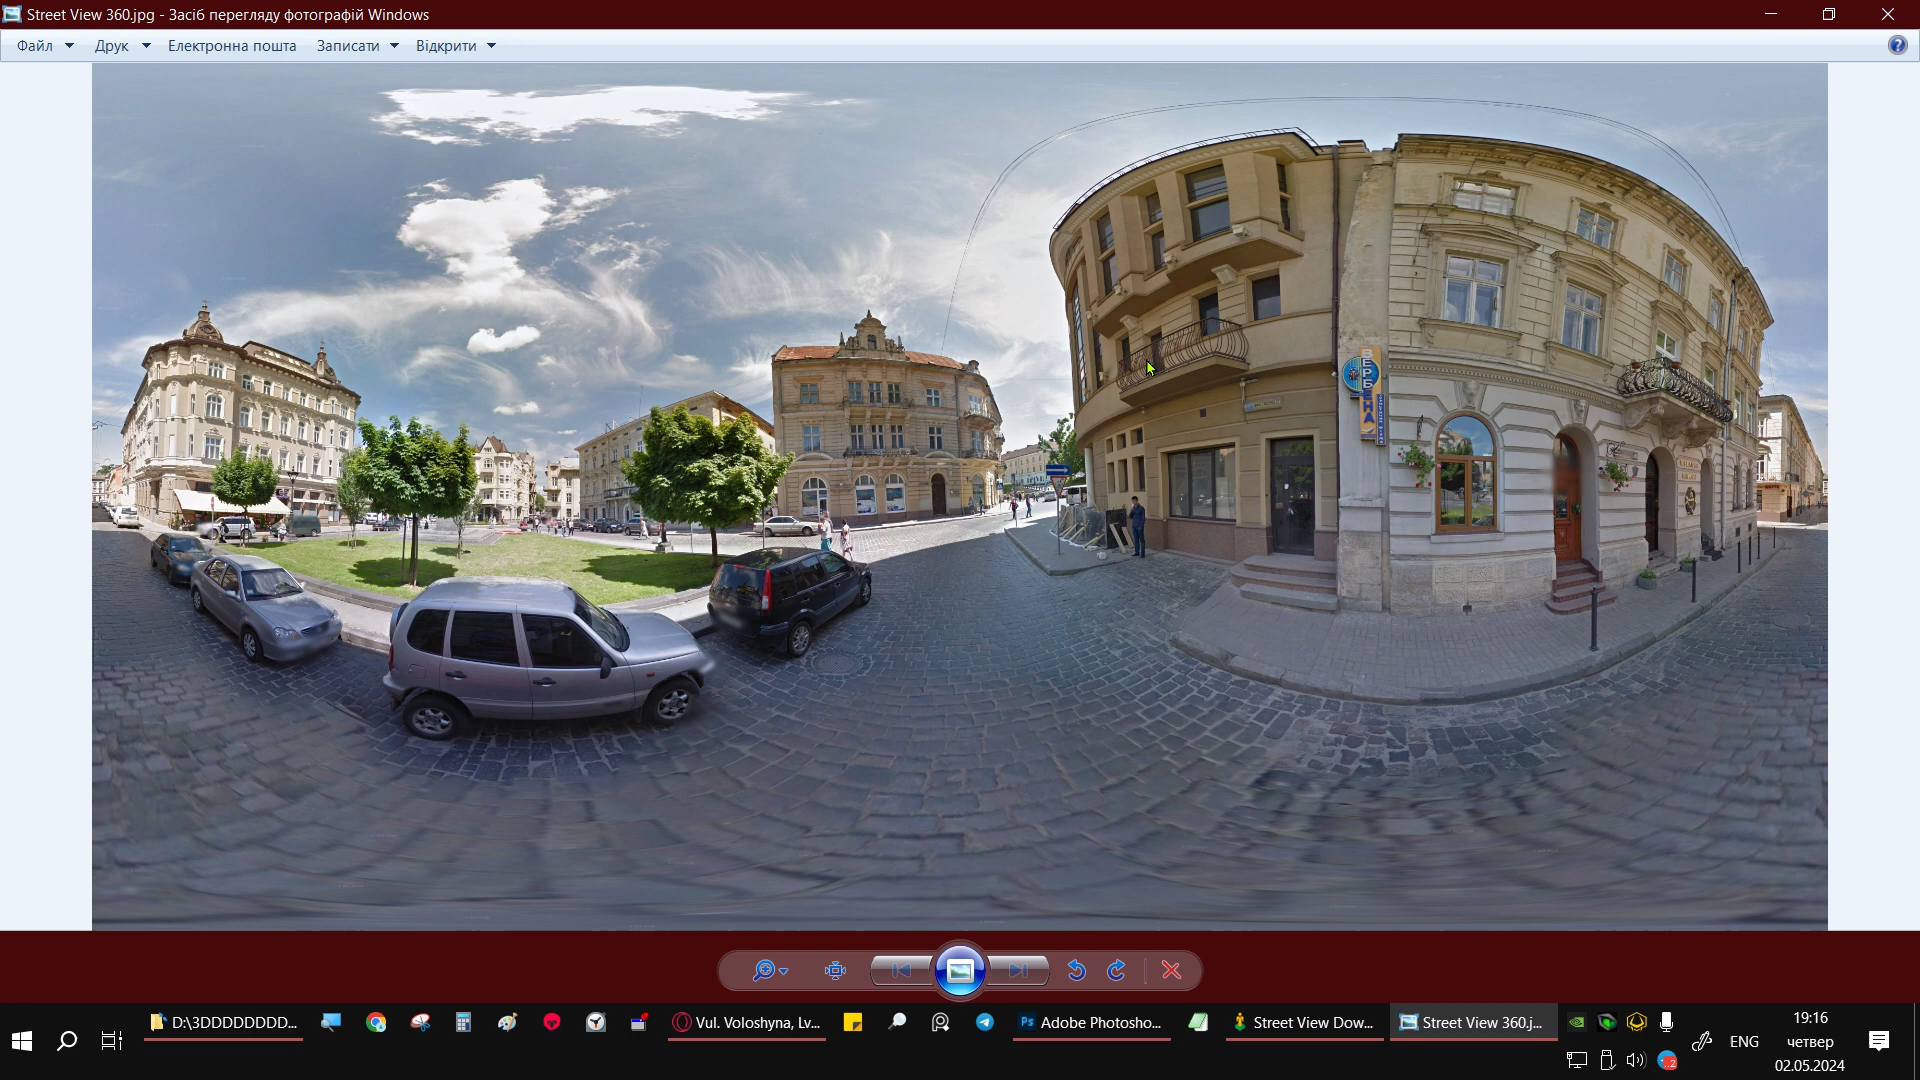 Street View 360.jpg - Засіб перегляду фотографій Windows
Файл Друк Електронна пошта Записати Відкрити
ВЕРБЕНА
D:\3DDDDDDDD...
Vul. Voloshyna, Lv...
Adobe Photosho...
Street View Dow...
Street View 360.j...
ENG
19:16
четвер
02.05.2024